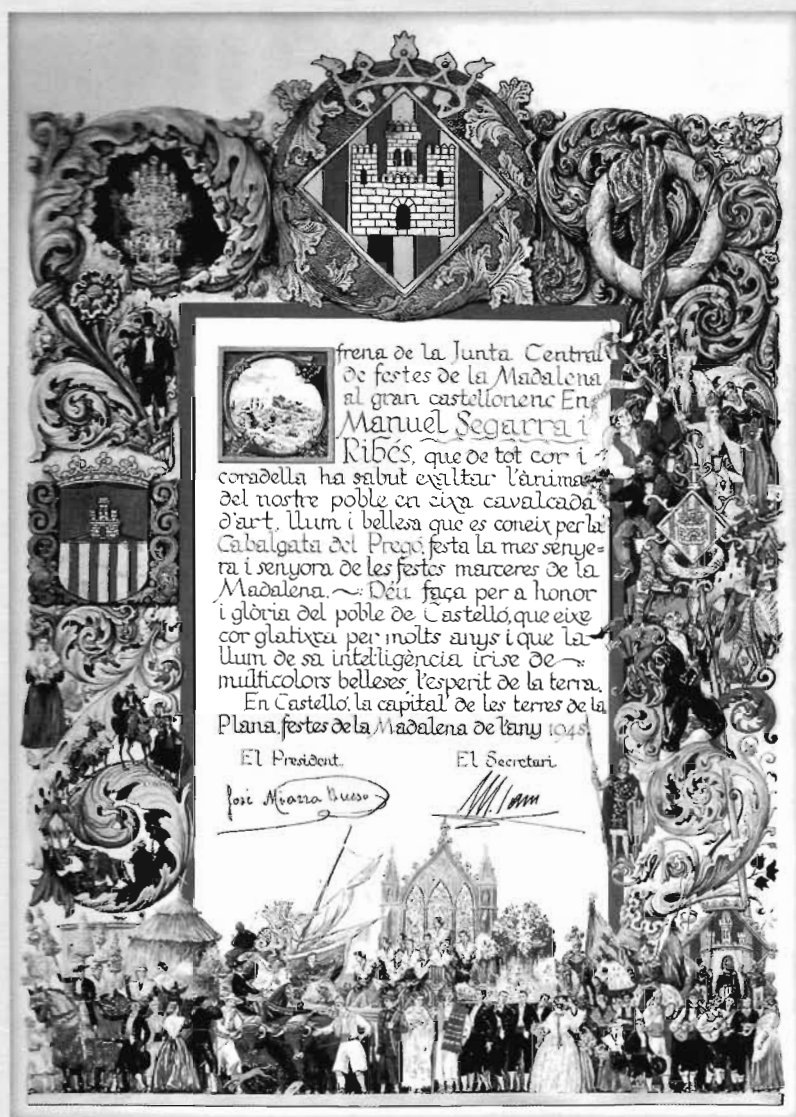 Ofrena de la Junta Central
de festes de la Madalena
al gran castellonenc En
Manuel Segarra i
Ribés, que de tot cor i
coradella ha sabut exaltar l'ànima
del nostre poble en eixa cavalcada
d'art, llum i bellesa que es coneix per la
Cabalgata del Pregó, festa la mes senye-
ra i senyora de les festes marceres de la
Madalena. ~ Déu faça per a honor
i glòria del poble de Castelló, que eixe
cor glatixca per molts anys i que la
llum de sa intelligència irise de ~
multicolors belleses, l'esperit de la terra.
En Castelló, la capital de les terres de la
Plana, festes de la Madalena de l'any 1948.
El President, El Secretari
José